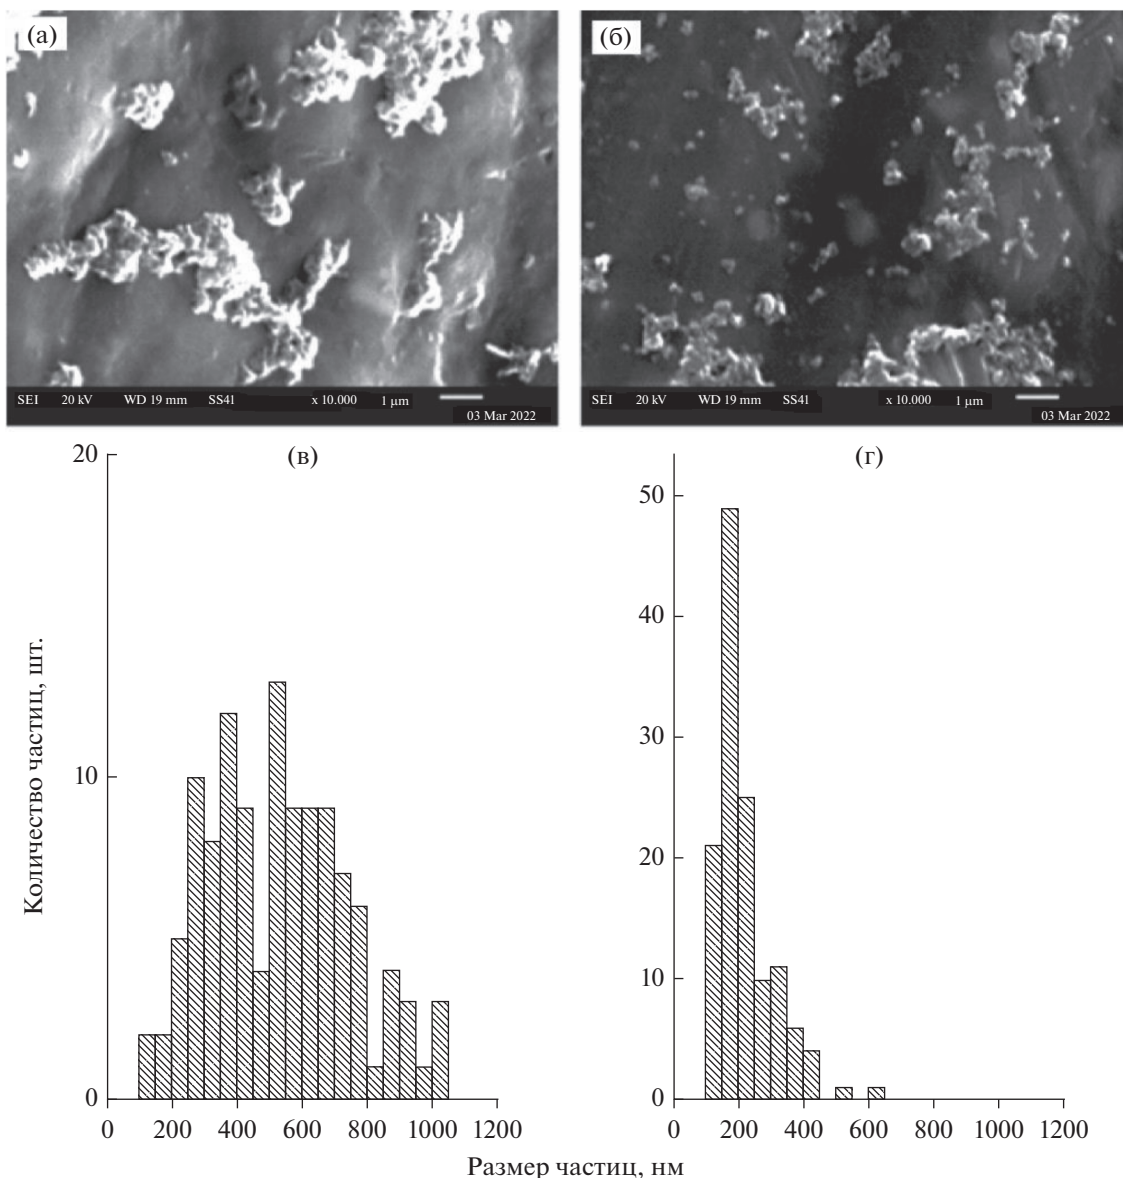 (а)
(б)
SEI 20 kV WD 19 mm SS41 x 10.000 1 µm
03 Mar 2022
SEI 20 kV WD 19 mm SS41 x 10.000 1 µm
03 Mar 2022
(в)
(г)
Количество частиц, шт.
20
10
0
0 200 400 600 800 1000 1200
50
40
30
20
10
0
0 200 400 600 800 1000 1200
Размер частиц, нм